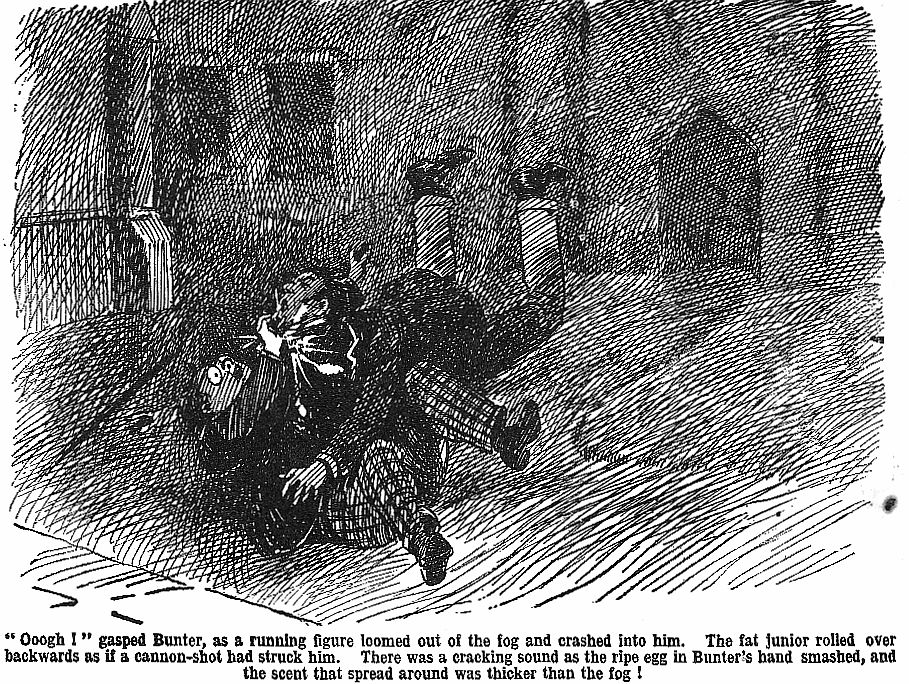 "Ooogh!" gasped Bunter, as a running figure loomed out of the fog and crashed into him. The fat junior rolled over
backwards as if a cannon-shot had struck him. There was a cracking sound as the ripe egg in Bunter's hand smashed, and
the scent that spread around was thicker than the fog!